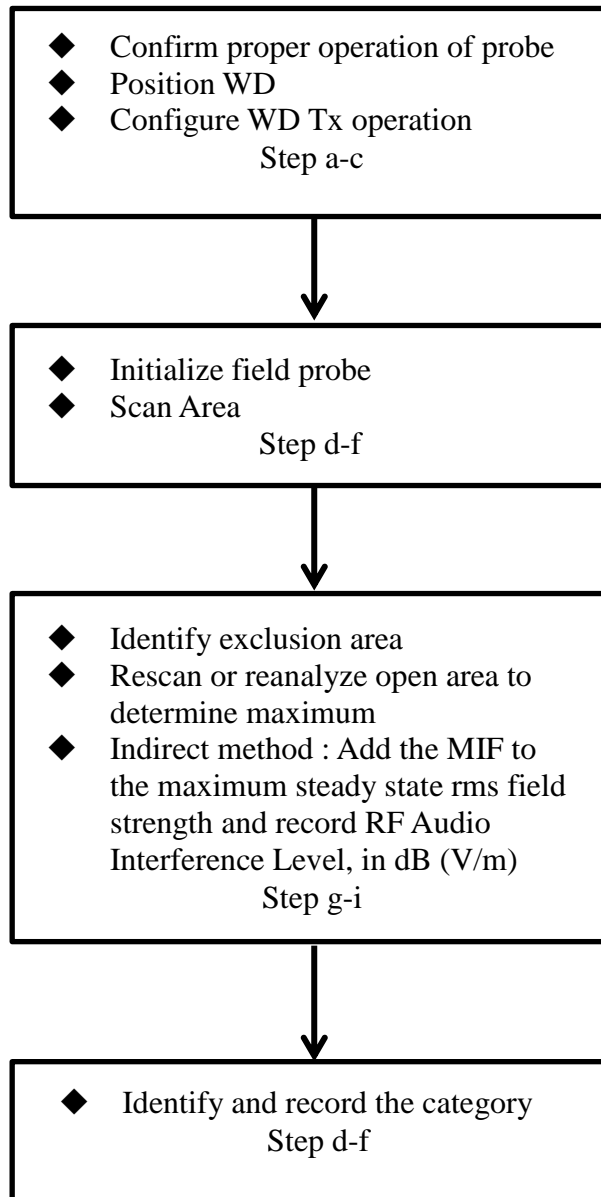 ◆ Confirm proper operation of probe
◆ Position WD
◆ Configure WD Tx operation
Step a-c
◆ Initialize field probe
◆ Scan Area
Step d-f
◆ Identify exclusion area
◆ Rescan or reanalyze open area to
determine maximum
◆ Indirect method : Add the MIF to
the maximum steady state rms field
strength and record RF Audio
Interference Level, in dB (V/m)
Step g-i
◆ Identify and record the category
Step d-f